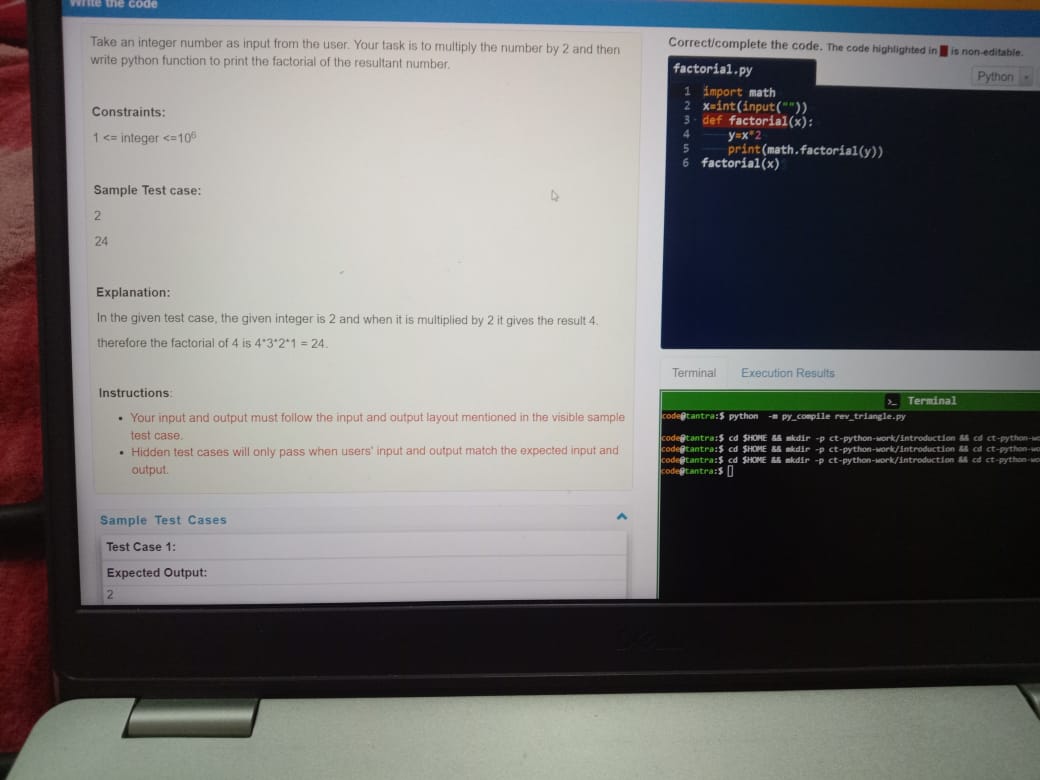 Write the code
Take an integer number as input from the user. Your task is to multiply the number by 2 and then
write python function to print the factorial of the resultant number.
Constraints:
1 <= integer <=10⁶
Sample Test case:
2
24
Explanation:
In the given test case, the given integer is 2 and when it is multiplied by 2 it gives the result 4.
therefore the factorial of 4 is 4*3*2*1 = 24.
Instructions:
• Your input and output must follow the input and output layout mentioned in the visible sample
test case.
• Hidden test cases will only pass when users' input and output match the expected input and
output.
Sample Test Cases
Test Case 1:
Expected Output:
2
Correct/complete the code. The code highlighted in is non-editable.
factorial.py
Python
1 import math
2 x=int(input(""))
3 def factorial(x):
4 y=x*2
5 print(math.factorial(y))
6 factorial(x)
Terminal Execution Results
>_ Terminal
code@tantra:$ python -m py_compile rev_triangle.py
code@tantra:$ cd $HOME && mkdir -p ct-python-work/introduction && cd ct-python-wo
code@tantra:$ cd $HOME && mkdir -p ct-python-work/introduction && cd ct-python-wo
code@tantra:$ cd $HOME && mkdir -p ct-python-work/introduction && cd ct-python-wo
code@tantra:$